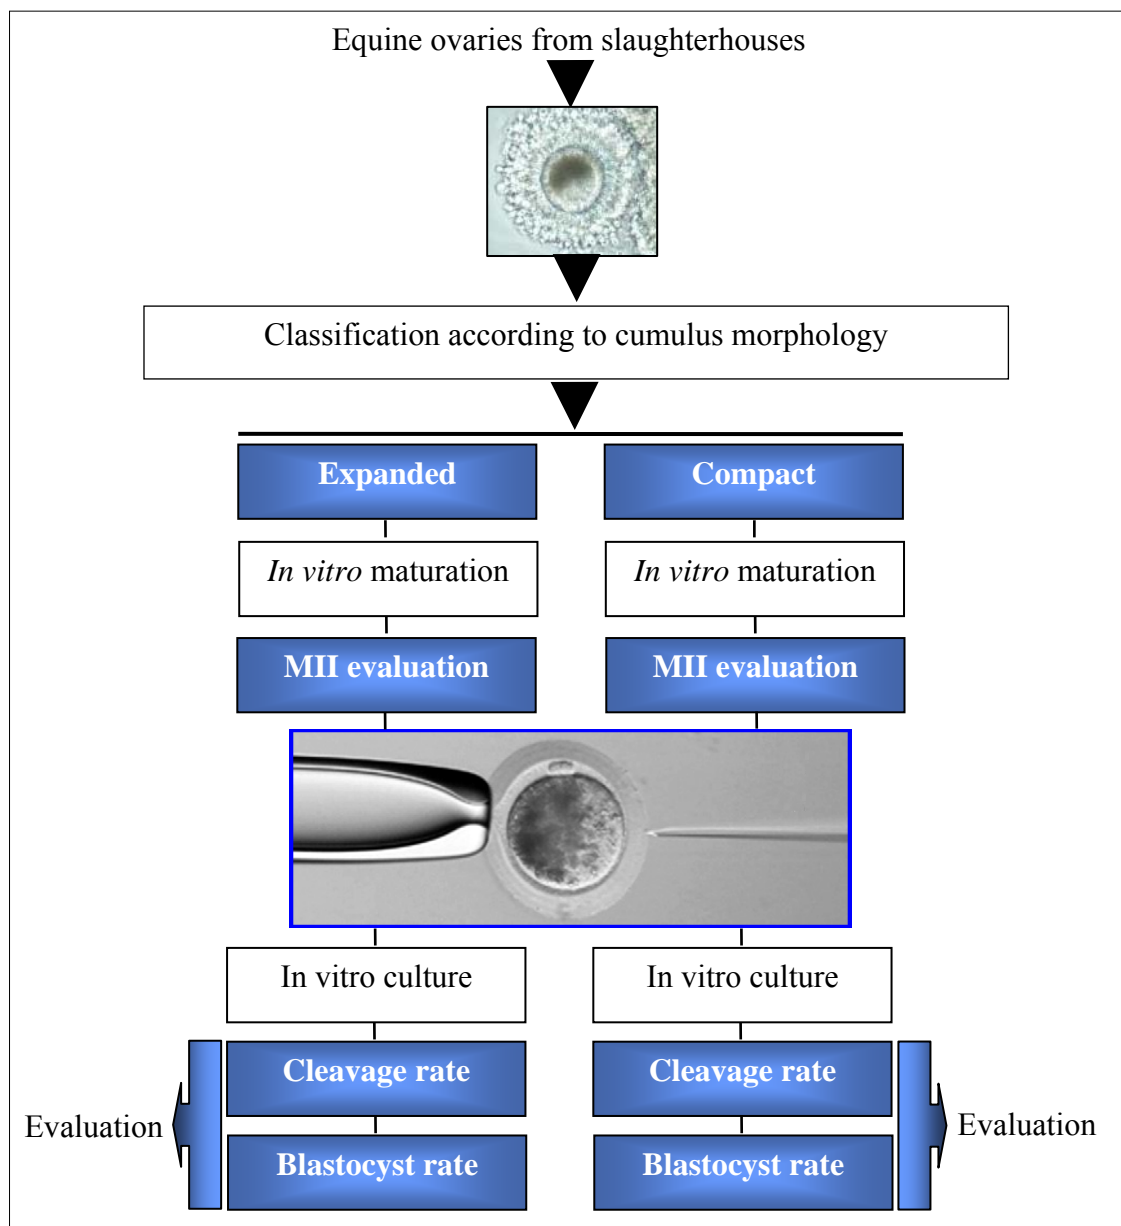 Equine ovaries from slaughterhouses
Classification according to cumulus morphology
Expanded
Compact
In vitro maturation
In vitro maturation
MII evaluation
MII evaluation
In vitro culture
In vitro culture
Cleavage rate
Cleavage rate
Evaluation
Evaluation
Blastocyst rate
Blastocyst rate